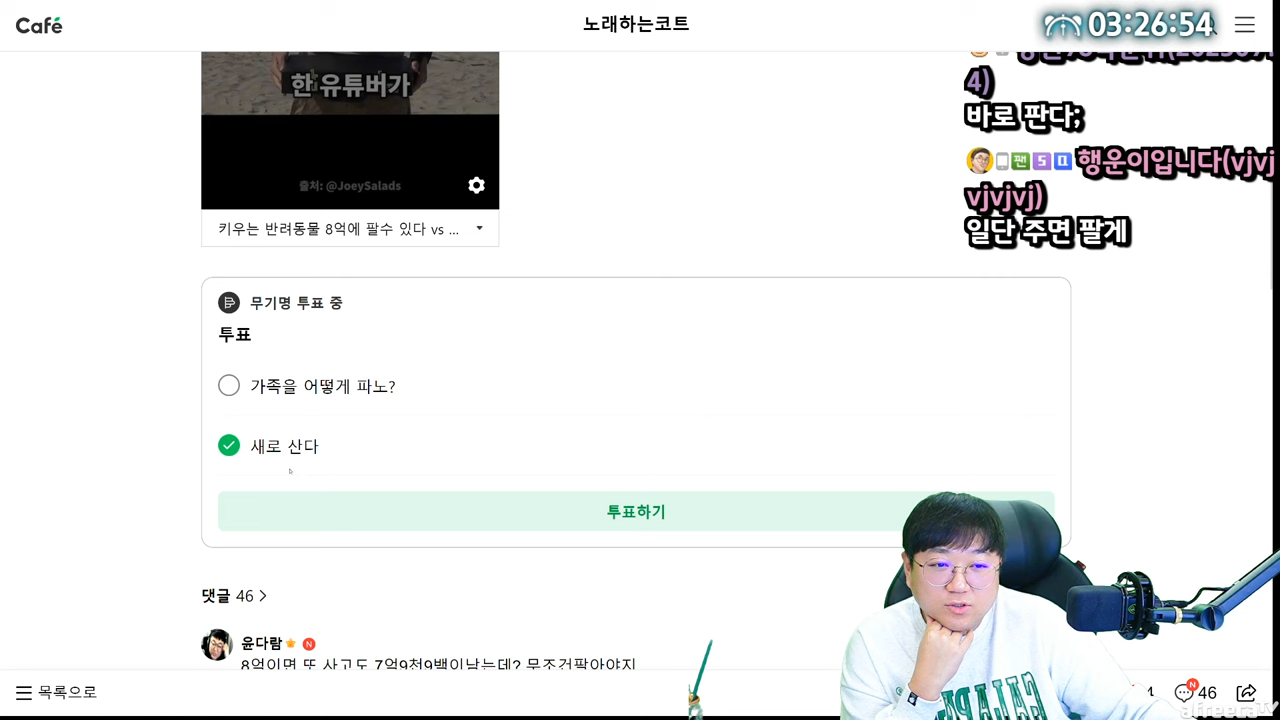 Café
노래하는코트
03:26:54
한 유튜버가
4)
바로 판다;
출처: @JoeySalads
팬 5
행운이입니다(vjvj
vjvjvj)
일단 주면 팔게
키우는 반려동물 8억에 팔수 있다 vs ...
무기명 투표 중
투표
가족을 어떻게 파노?
새로 산다
투표하기
댓글 46
윤다람 N
8억이면 또 사고도 7억9천9백이남는데? 무조건팔아야지
목록으로
4
N
46
afreecaTV